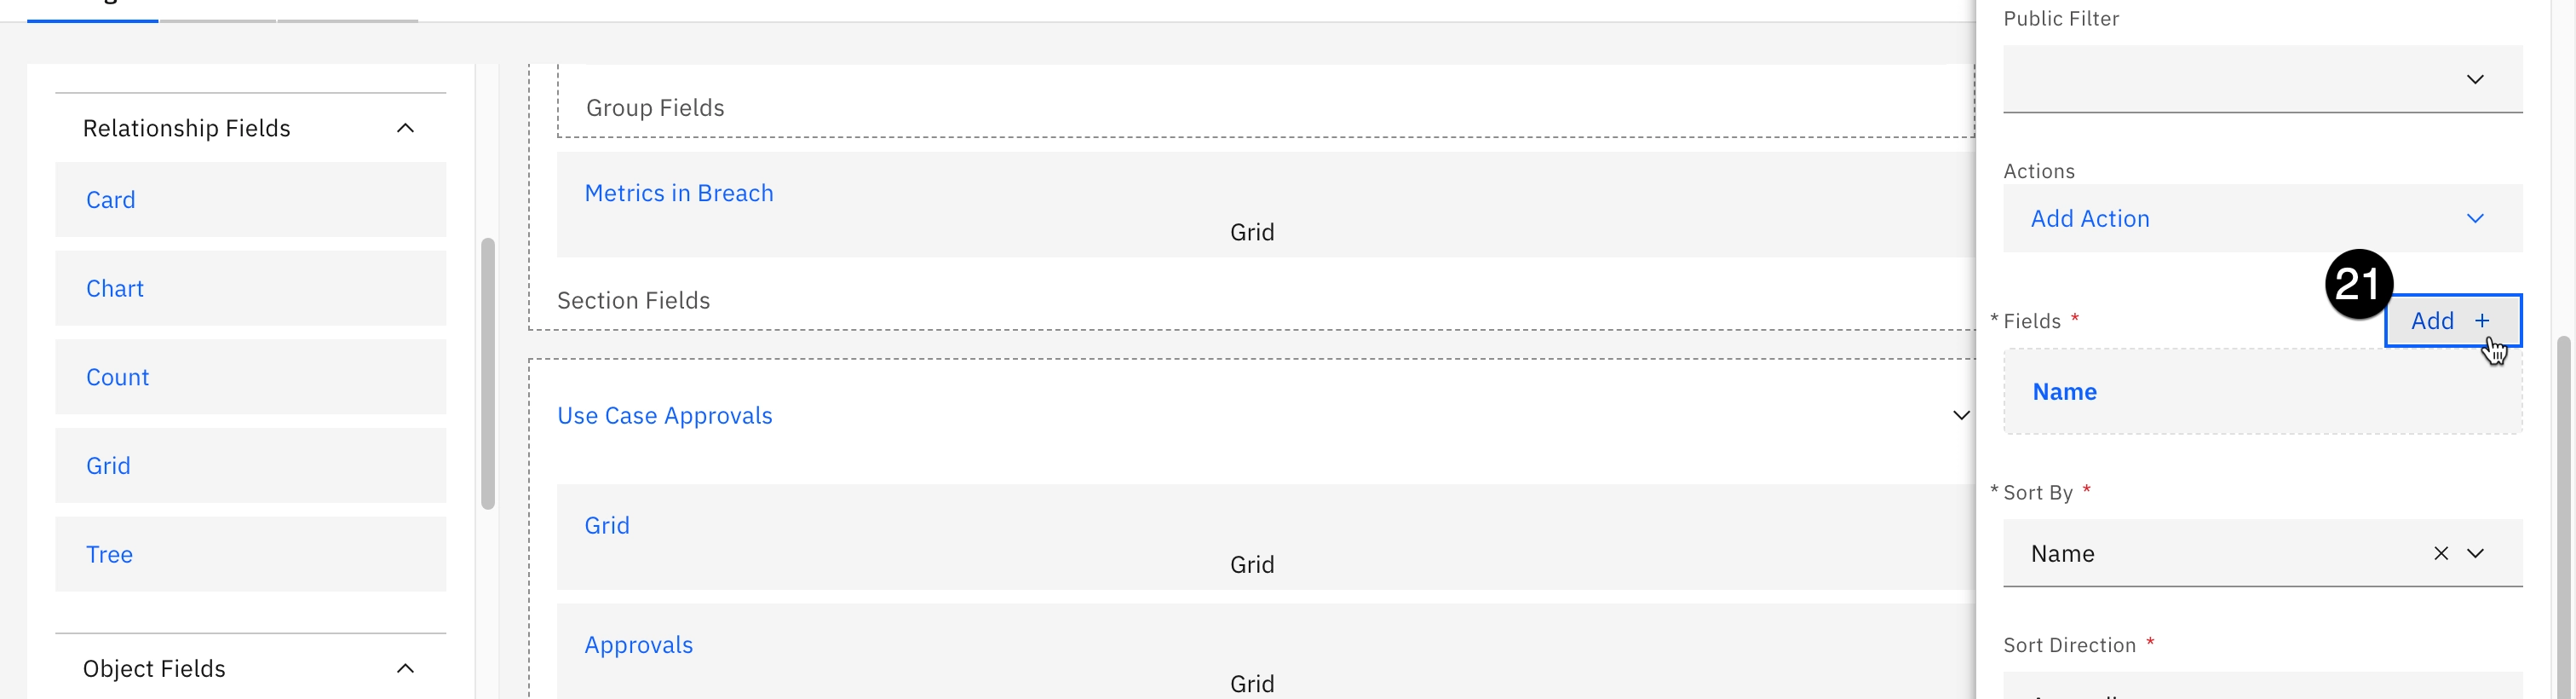 Relationship Fields
Card
Chart
Count
Grid
Tree
Object Fields
Group Fields
Metrics in Breach
Grid
Section Fields
Use Case Approvals
Grid
Grid
Approvals
Grid
Public Filter
Actions
Add Action
21
* Fields *
Add +
Name
* Sort By *
Name
Sort Direction *